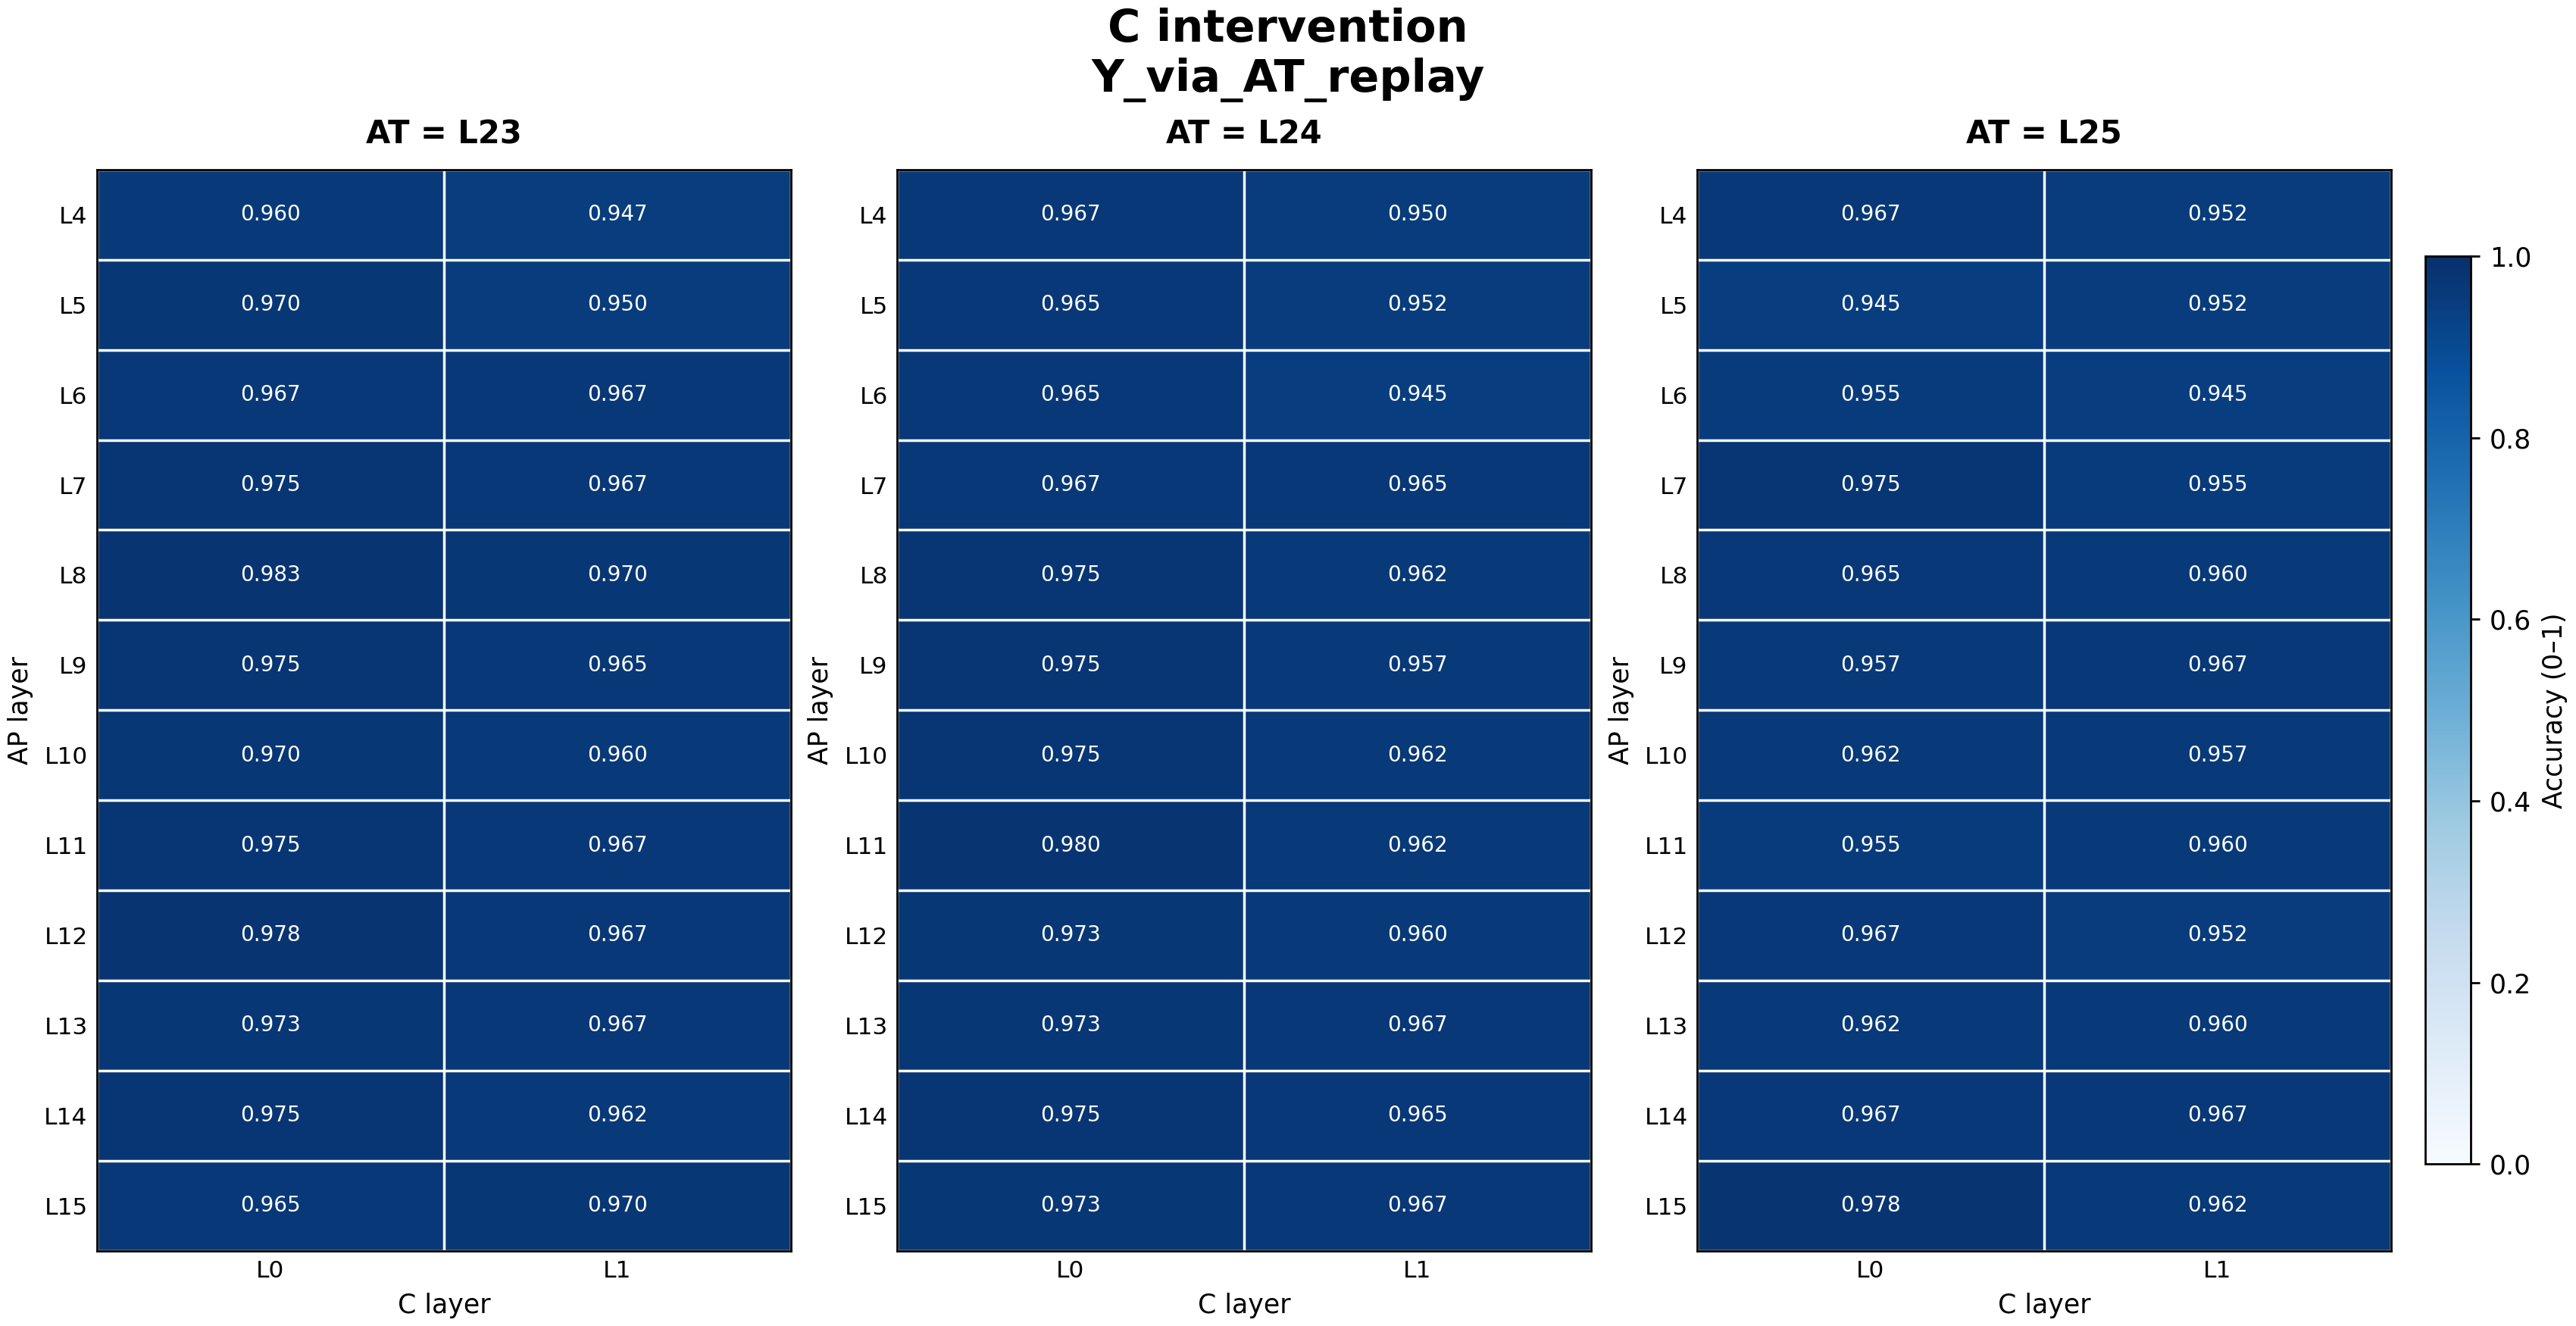 C intervention
Y_via_AT_replay
AT = L23
AP layer
L4 0.960 0.947
L5 0.970 0.950
L6 0.967 0.967
L7 0.975 0.967
L8 0.983 0.970
L9 0.975 0.965
L10 0.970 0.960
L11 0.975 0.967
L12 0.978 0.967
L13 0.973 0.967
L14 0.975 0.962
L15 0.965 0.970
L0 L1
C layer
AT = L24
AP layer
L4 0.967 0.950
L5 0.965 0.952
L6 0.965 0.945
L7 0.967 0.965
L8 0.975 0.962
L9 0.975 0.957
L10 0.975 0.962
L11 0.980 0.962
L12 0.973 0.960
L13 0.973 0.967
L14 0.975 0.965
L15 0.973 0.967
L0 L1
C layer
AT = L25
AP layer
L4 0.967 0.952
L5 0.945 0.952
L6 0.955 0.945
L7 0.975 0.955
L8 0.965 0.960
L9 0.957 0.967
L10 0.962 0.957
L11 0.955 0.960
L12 0.967 0.952
L13 0.962 0.960
L14 0.967 0.967
L15 0.978 0.962
L0 L1
C layer
1.0
0.8
0.6
0.4
0.2
0.0
Accuracy (0–1)